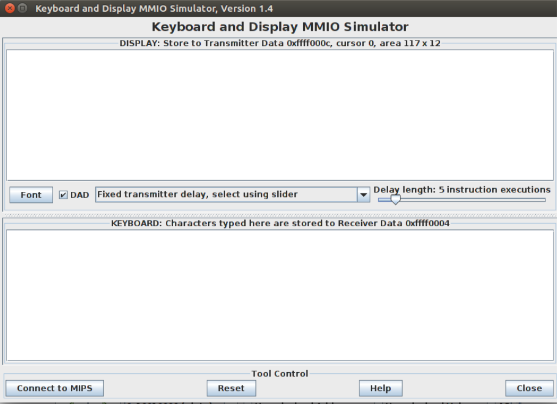 Keyboard and Display MMIO Simulator, Version 1.4
Keyboard and Display MMIO Simulator
DISPLAY: Store to Transmitter Data 0xffff000c, cursor 0, area 117 x 12
Font DAD Fixed transmitter delay, select using slider Delay length: 5 instruction executions
KEYBOARD: Characters typed here are stored to Receiver Data 0xffff0004
Tool Control
Connect to MIPS Reset Help Close